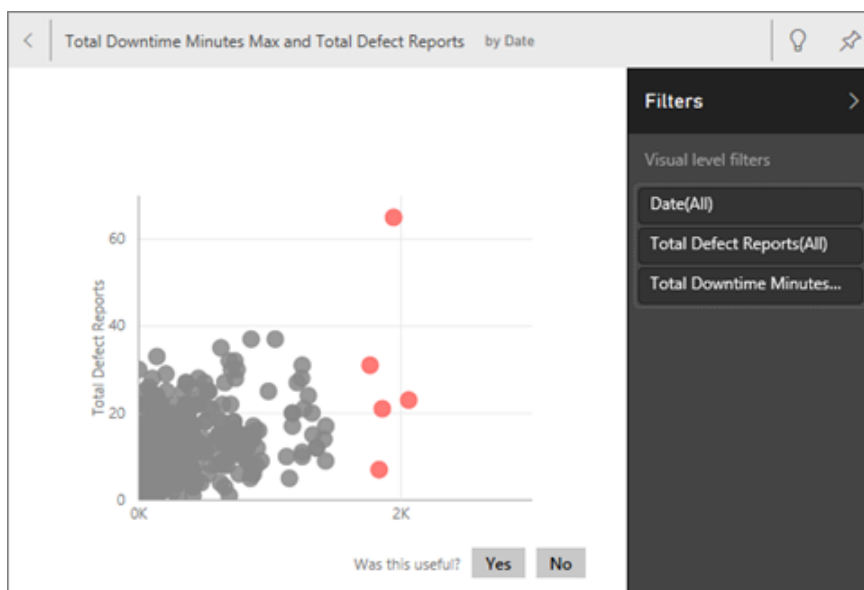 Total Downtime Minutes Max and Total Defect Reports by Date
Filters
Visual level filters
Date(All)
Total Defect Reports(All)
Total Downtime Minutes...
Total Defect Reports
60
40
20
0
0K 2K
Was this useful? Yes No